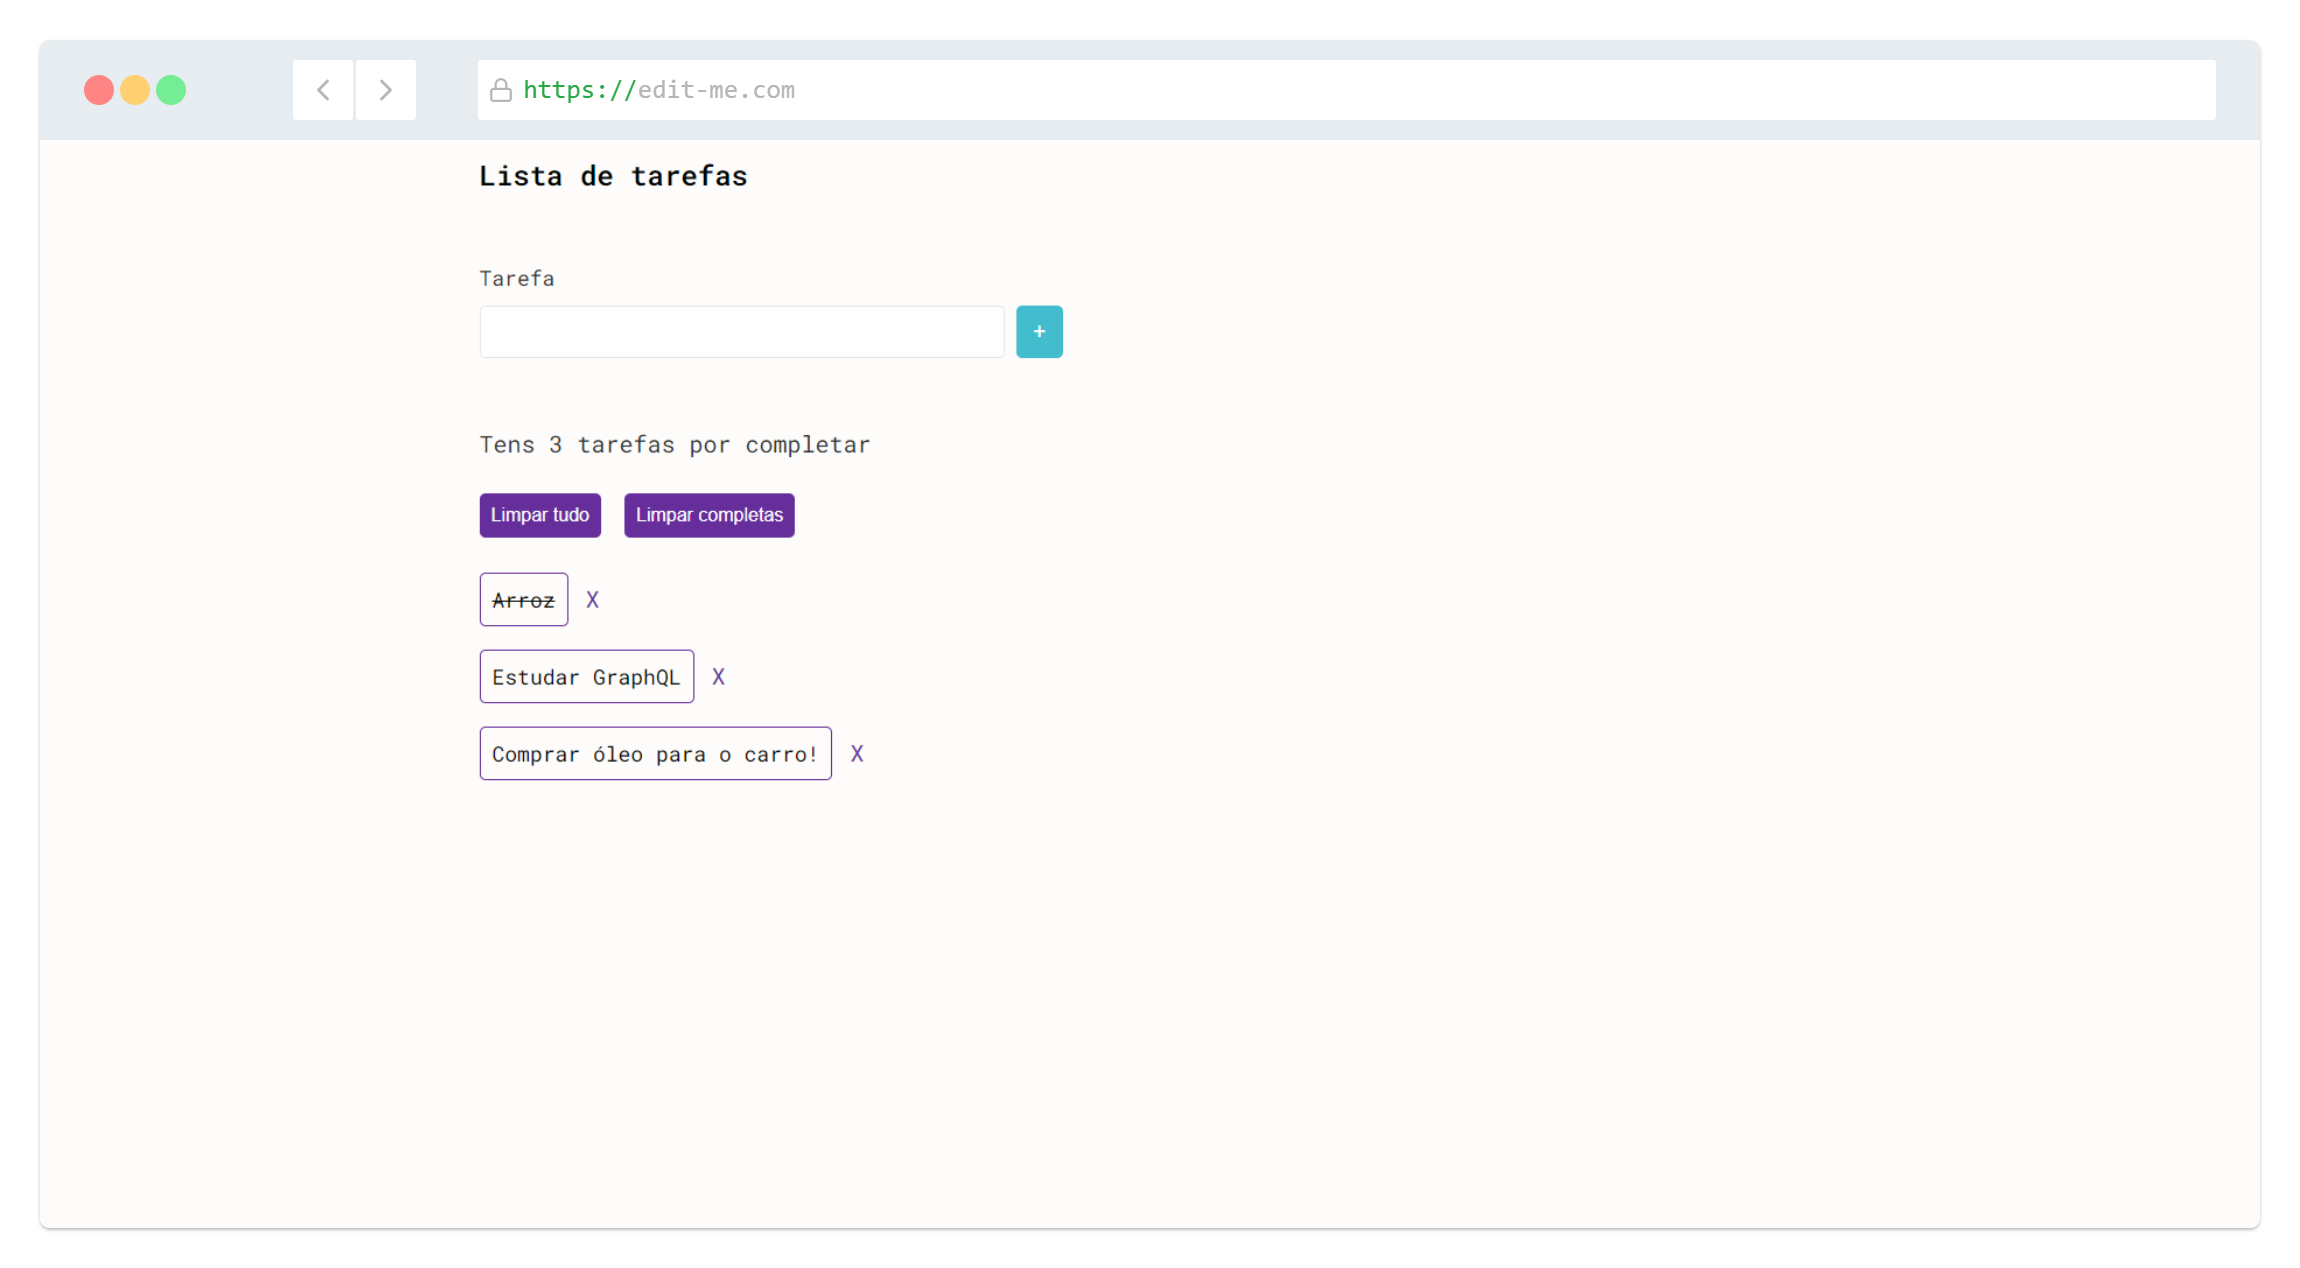 https://edit-me.com
Lista de tarefas
Tarefa
+
Tens 3 tarefas por completar
Limpar tudo Limpar completas
Arroz X
Estudar GraphQL X
Comprar óleo para o carro! X